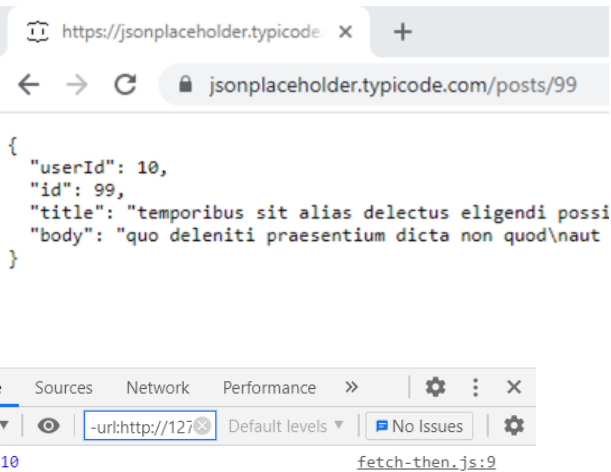 https://jsonplaceholder.typicode.
jsonplaceholder.typicode.com/posts/99
{
"userId": 10,
"id": 99,
"title": "temporibus sit alias delectus eligendi possi
"body": "quo deleniti praesentium dicta non quod\naut
}
Sources Network Performance »
-url:http://127 Default levels ▼ No Issues
10 fetch-then.js:9